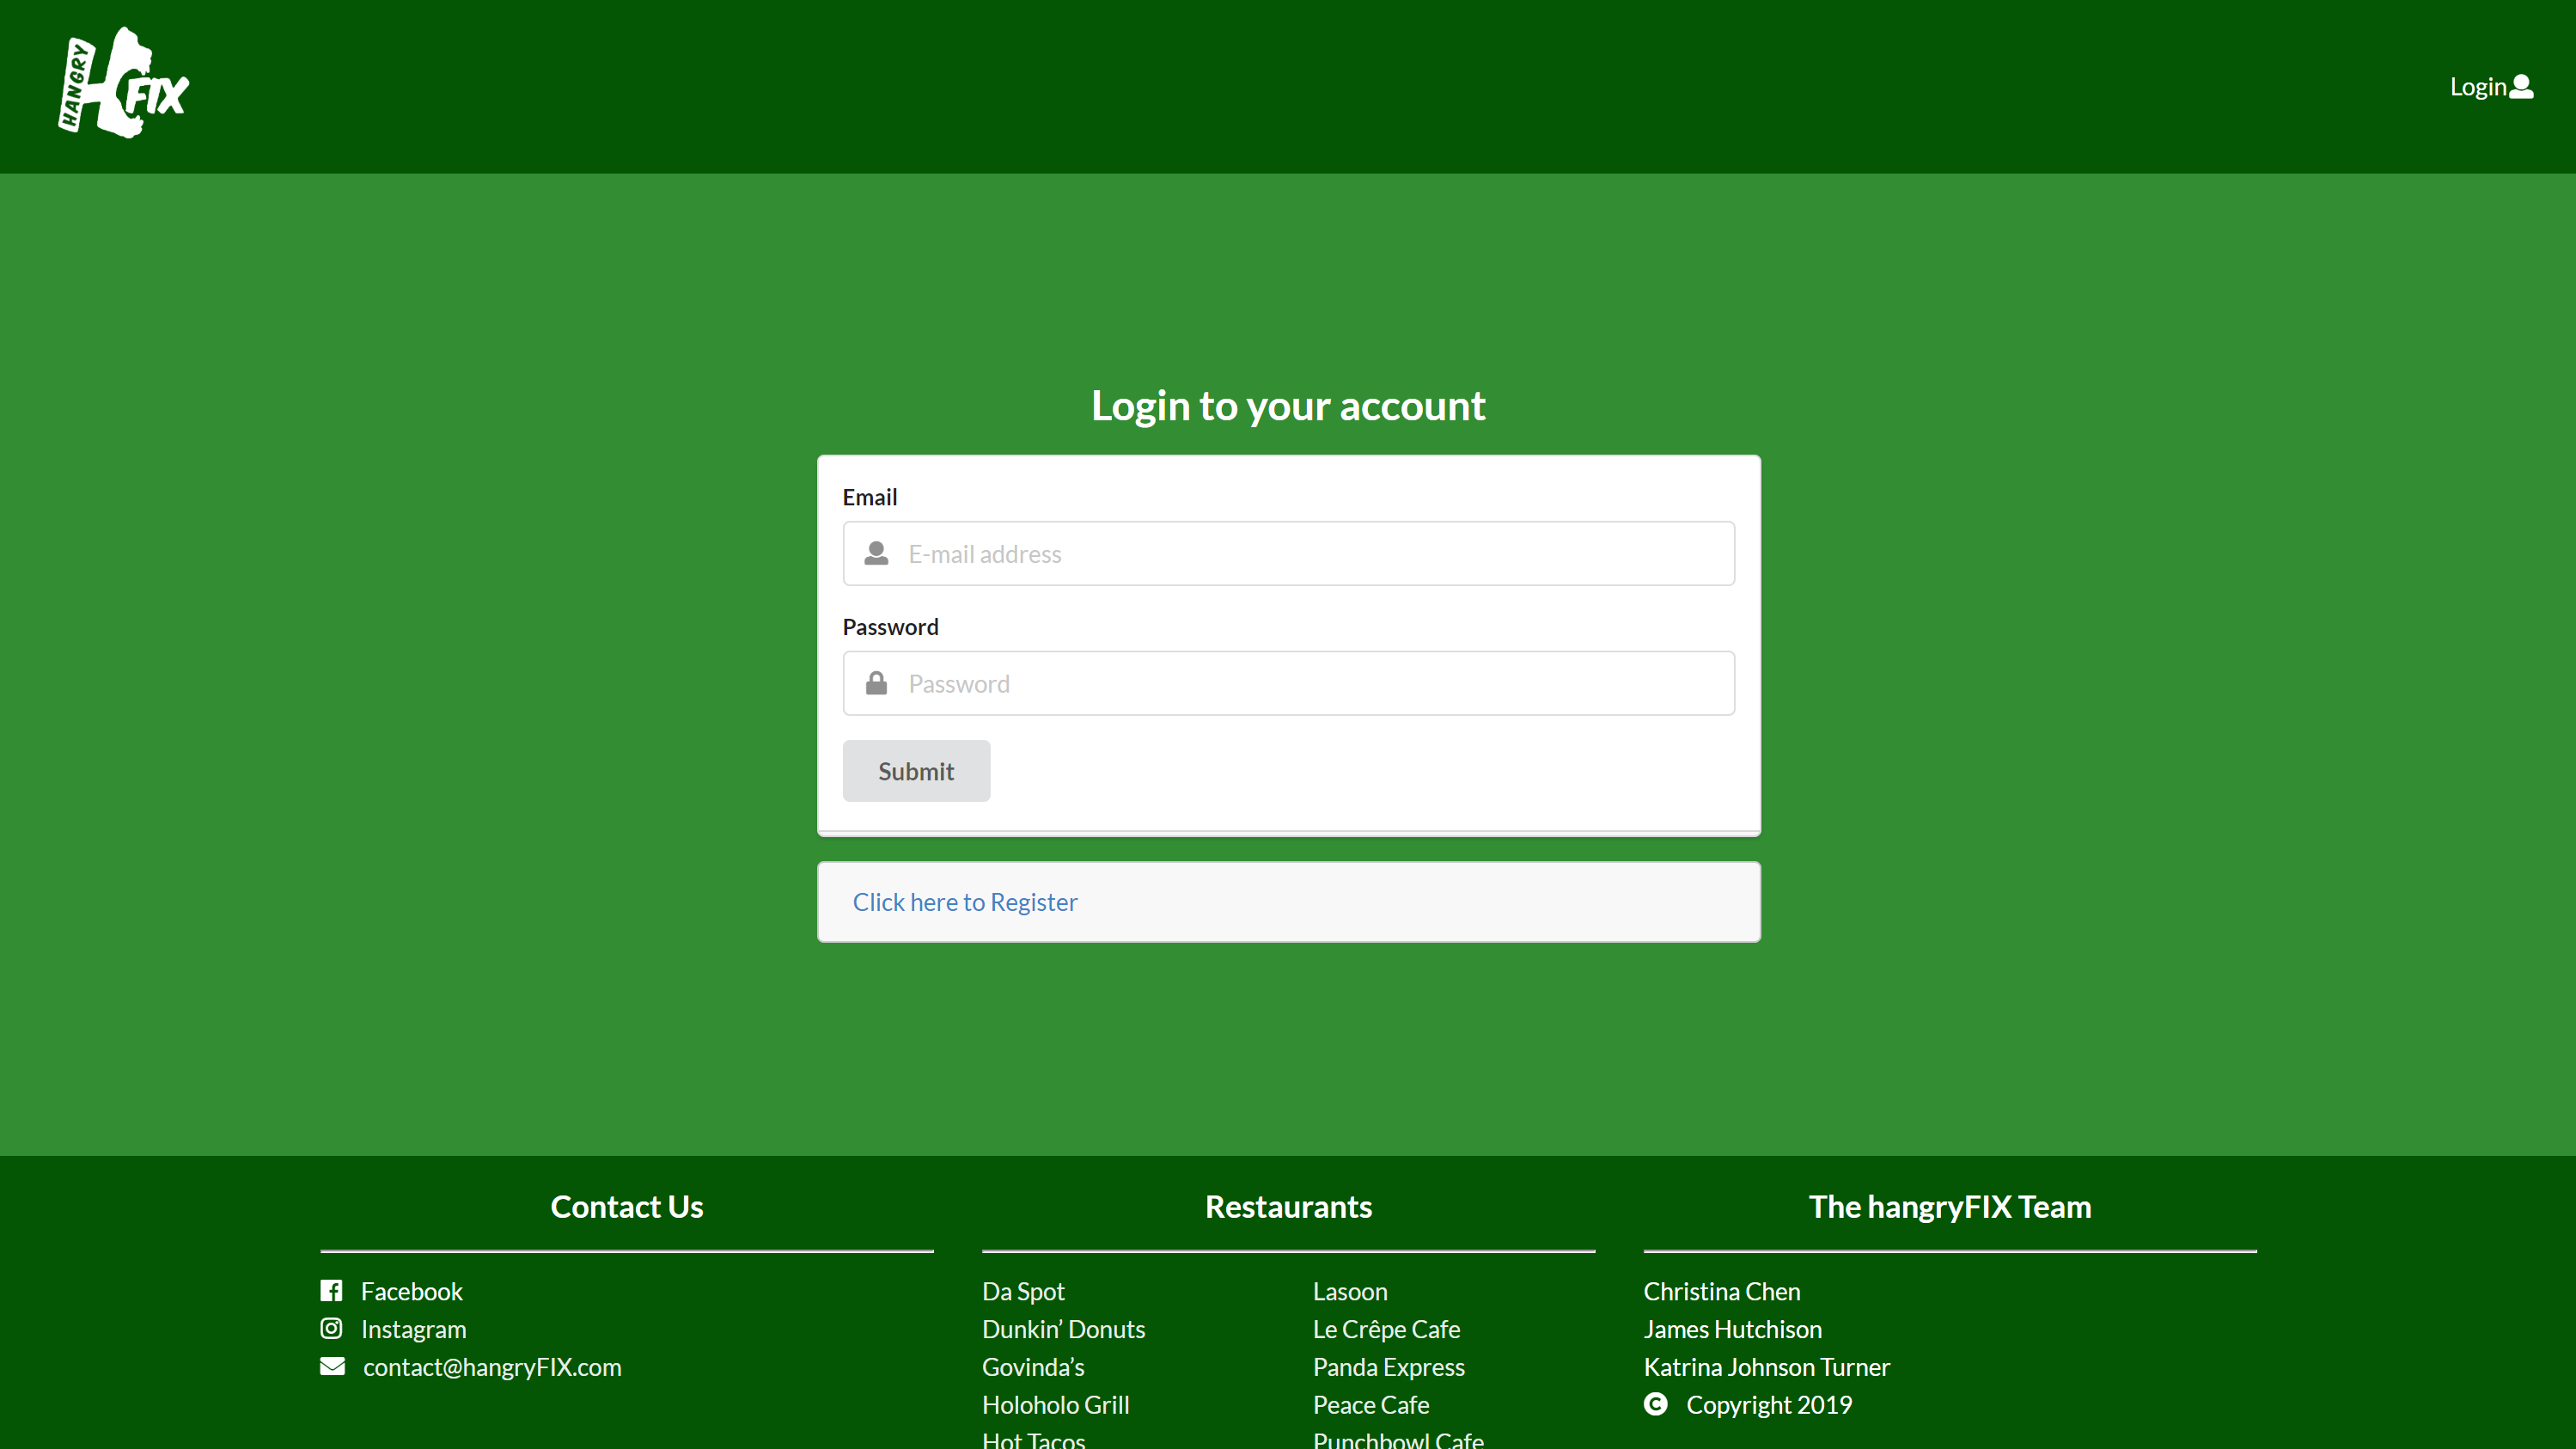 HANGRY
FIX
Login
Login to your account
Email
E-mail address
Password
Password
Submit
Click here to Register
Contact Us
Facebook
Instagram
contact@hangryFIX.com
Restaurants
Da Spot
Dunkin’ Donuts
Govinda’s
Holoholo Grill
Hot Tacos
Lasoon
Le Crêpe Cafe
Panda Express
Peace Cafe
Punchbowl Cafe
The hangryFIX Team
Christina Chen
James Hutchison
Katrina Johnson Turner
Copyright 2019